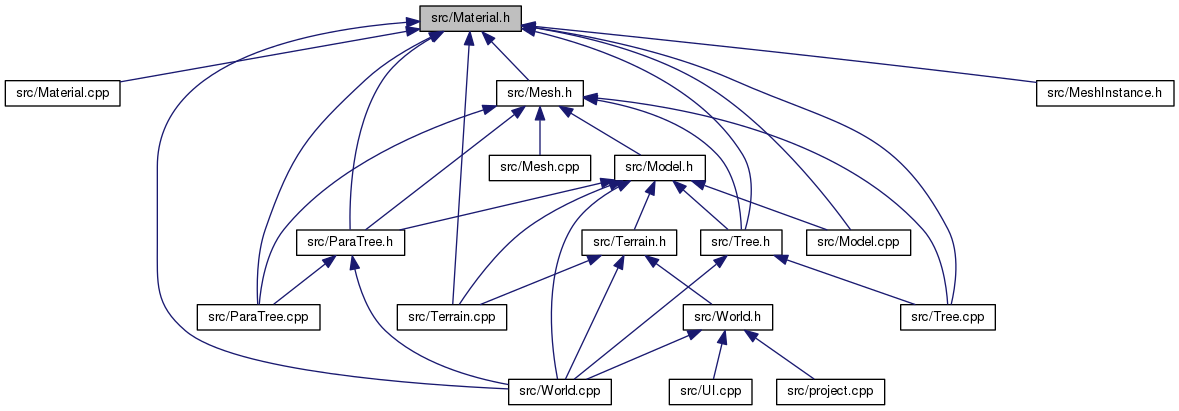 src/Material.h
src/Material.cpp
src/Mesh.h
src/MeshInstance.h
src/Mesh.cpp
src/Model.h
src/ParaTree.h
src/Terrain.h
src/Tree.h
src/Model.cpp
src/ParaTree.cpp
src/Terrain.cpp
src/World.h
src/Tree.cpp
src/World.cpp
src/UI.cpp
src/project.cpp